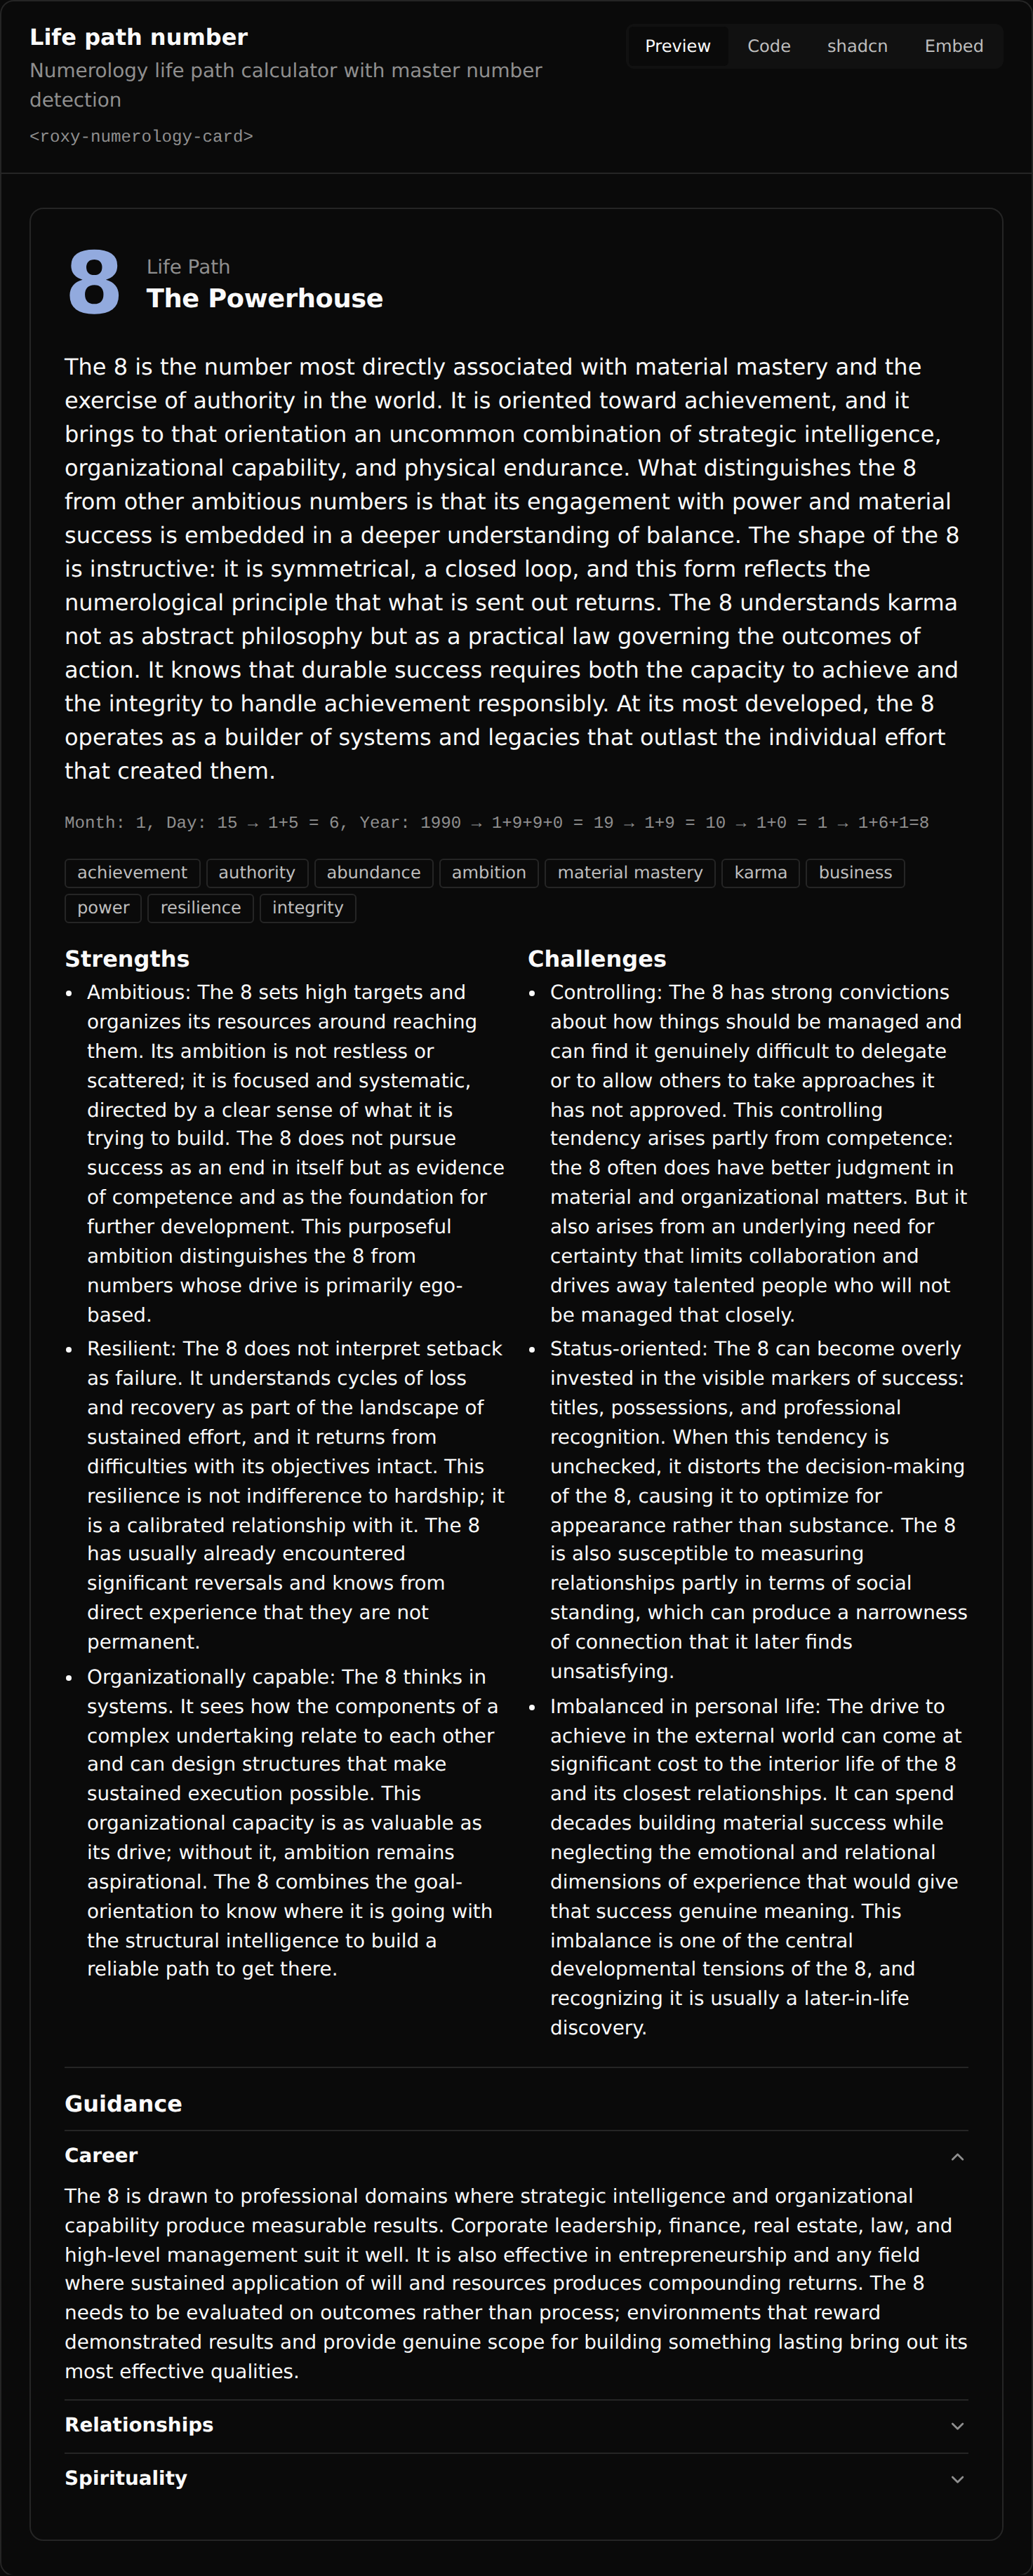 Life path number
Numerology life path calculator with master number
detection
<roxy-numerology-card>
Preview
Code
shadcn
Embed
8
Life Path
The Powerhouse
The 8 is the number most directly associated with material mastery and the
exercise of authority in the world. It is oriented toward achievement, and it
brings to that orientation an uncommon combination of strategic intelligence,
organizational capability, and physical endurance. What distinguishes the 8
from other ambitious numbers is that its engagement with power and material
success is embedded in a deeper understanding of balance. The shape of the 8
is instructive: it is symmetrical, a closed loop, and this form reflects the
numerological principle that what is sent out returns. The 8 understands karma
not as abstract philosophy but as a practical law governing the outcomes of
action. It knows that durable success requires both the capacity to achieve and
the integrity to handle achievement responsibly. At its most developed, the 8
operates as a builder of systems and legacies that outlast the individual effort
that created them.
Month: 1, Day: 15 → 1+5 = 6, Year: 1990 → 1+9+9+0 = 19 → 1+9 = 10 → 1+0 = 1 → 1+6+1=8
achievement
authority
abundance
ambition
material mastery
karma
business
power
resilience
integrity
Strengths
• Ambitious: The 8 sets high targets and
organizes its resources around reaching
them. Its ambition is not restless or
scattered; it is focused and systematic,
directed by a clear sense of what it is
trying to build. The 8 does not pursue
success as an end in itself but as evidence
of competence and as the foundation for
further development. This purposeful
ambition distinguishes the 8 from
numbers whose drive is primarily ego-
based.
• Resilient: The 8 does not interpret setback
as failure. It understands cycles of loss
and recovery as part of the landscape of
sustained effort, and it returns from
difficulties with its objectives intact. This
resilience is not indifference to hardship; it
is a calibrated relationship with it. The 8
has usually already encountered
significant reversals and knows from
direct experience that they are not
permanent.
• Organizationally capable: The 8 thinks in
systems. It sees how the components of a
complex undertaking relate to each other
and can design structures that make
sustained execution possible. This
organizational capacity is as valuable as
its drive; without it, ambition remains
aspirational. The 8 combines the goal-
orientation to know where it is going with
the structural intelligence to build a
reliable path to get there.
Challenges
• Controlling: The 8 has strong convictions
about how things should be managed and
can find it genuinely difficult to delegate
or to allow others to take approaches it
has not approved. This controlling
tendency arises partly from competence:
the 8 often does have better judgment in
material and organizational matters. But it
also arises from an underlying need for
certainty that limits collaboration and
drives away talented people who will not
be managed that closely.
• Status-oriented: The 8 can become overly
invested in the visible markers of success:
titles, possessions, and professional
recognition. When this tendency is
unchecked, it distorts the decision-making
of the 8, causing it to optimize for
appearance rather than substance. The 8
is also susceptible to measuring
relationships partly in terms of social
standing, which can produce a narrowness
of connection that it later finds
unsatisfying.
• Imbalanced in personal life: The drive to
achieve in the external world can come at
significant cost to the interior life of the 8
and its closest relationships. It can spend
decades building material success while
neglecting the emotional and relational
dimensions of experience that would give
that success genuine meaning. This
imbalance is one of the central
developmental tensions of the 8, and
recognizing it is usually a later-in-life
discovery.
Guidance
Career
The 8 is drawn to professional domains where strategic intelligence and organizational
capability produce measurable results. Corporate leadership, finance, real estate, law, and
high-level management suit it well. It is also effective in entrepreneurship and any field
where sustained application of will and resources produces compounding returns. The 8
needs to be evaluated on outcomes rather than process; environments that reward
demonstrated results and provide genuine scope for building something lasting bring out its
most effective qualities.
Relationships
Spirituality